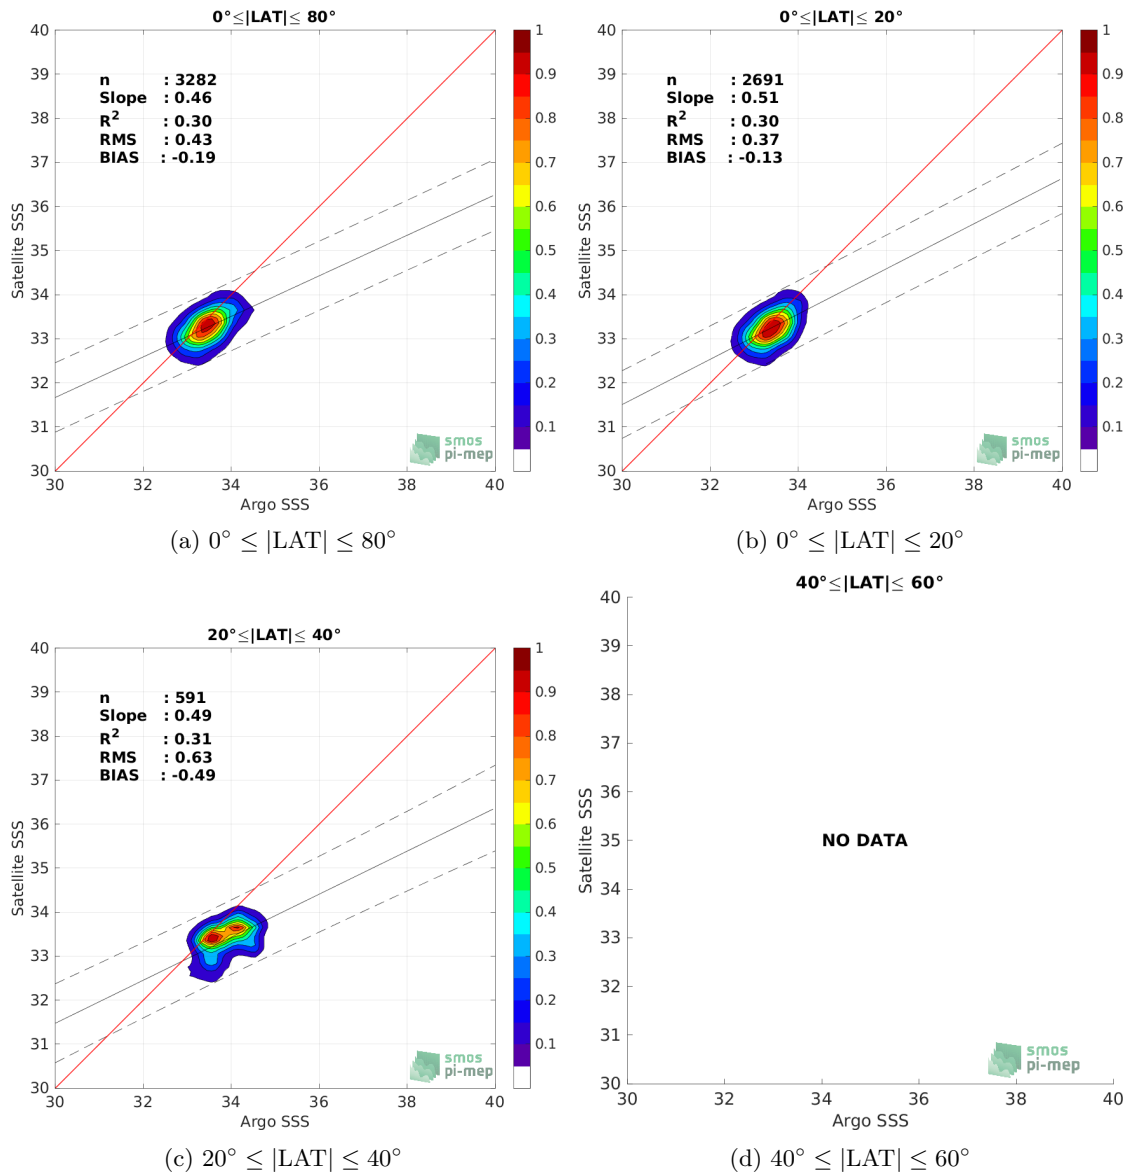 0°≤|LAT|≤ 80°
40
39
38
37
36
35
34
33
32
31
30
Satellite SSS
n : 3282
Slope : 0.46
R² : 0.30
RMS : 0.43
BIAS : -0.19
smos
pi-mep
30 32 34 36 38 40
Argo SSS
1
0.9
0.8
0.7
0.6
0.5
0.4
0.3
0.2
0.1
(a) 0° ≤ |LAT| ≤ 80°
0°≤|LAT|≤ 20°
40
39
38
37
36
35
34
33
32
31
30
Satellite SSS
n : 2691
Slope : 0.51
R² : 0.30
RMS : 0.37
BIAS : -0.13
smos
pi-mep
30 32 34 36 38 40
Argo SSS
1
0.9
0.8
0.7
0.6
0.5
0.4
0.3
0.2
0.1
(b) 0° ≤ |LAT| ≤ 20°
20°≤|LAT|≤ 40°
40
39
38
37
36
35
34
33
32
31
30
Satellite SSS
n : 591
Slope : 0.49
R² : 0.31
RMS : 0.63
BIAS : -0.49
smos
pi-mep
30 32 34 36 38 40
Argo SSS
1
0.9
0.8
0.7
0.6
0.5
0.4
0.3
0.2
0.1
(c) 20° ≤ |LAT| ≤ 40°
40°≤|LAT|≤ 60°
40
39
38
37
36
35
34
33
32
31
30
Satellite SSS
NO DATA
smos
pi-mep
30 32 34 36 38 40
Argo SSS
(d) 40° ≤ |LAT| ≤ 60°